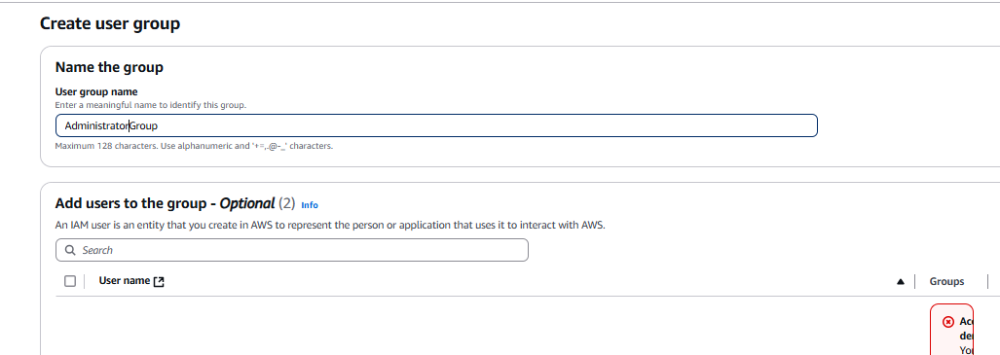 Create user group
Name the group
User group name
Enter a meaningful name to identify this group.
AdministratorGroup
Maximum 128 characters. Use alphanumeric and '+=,.@-_' characters.
Add users to the group - Optional (2) Info
An IAM user is an entity that you create in AWS to represent the person or application that uses it to interact with AWS.
Search
User name Groups